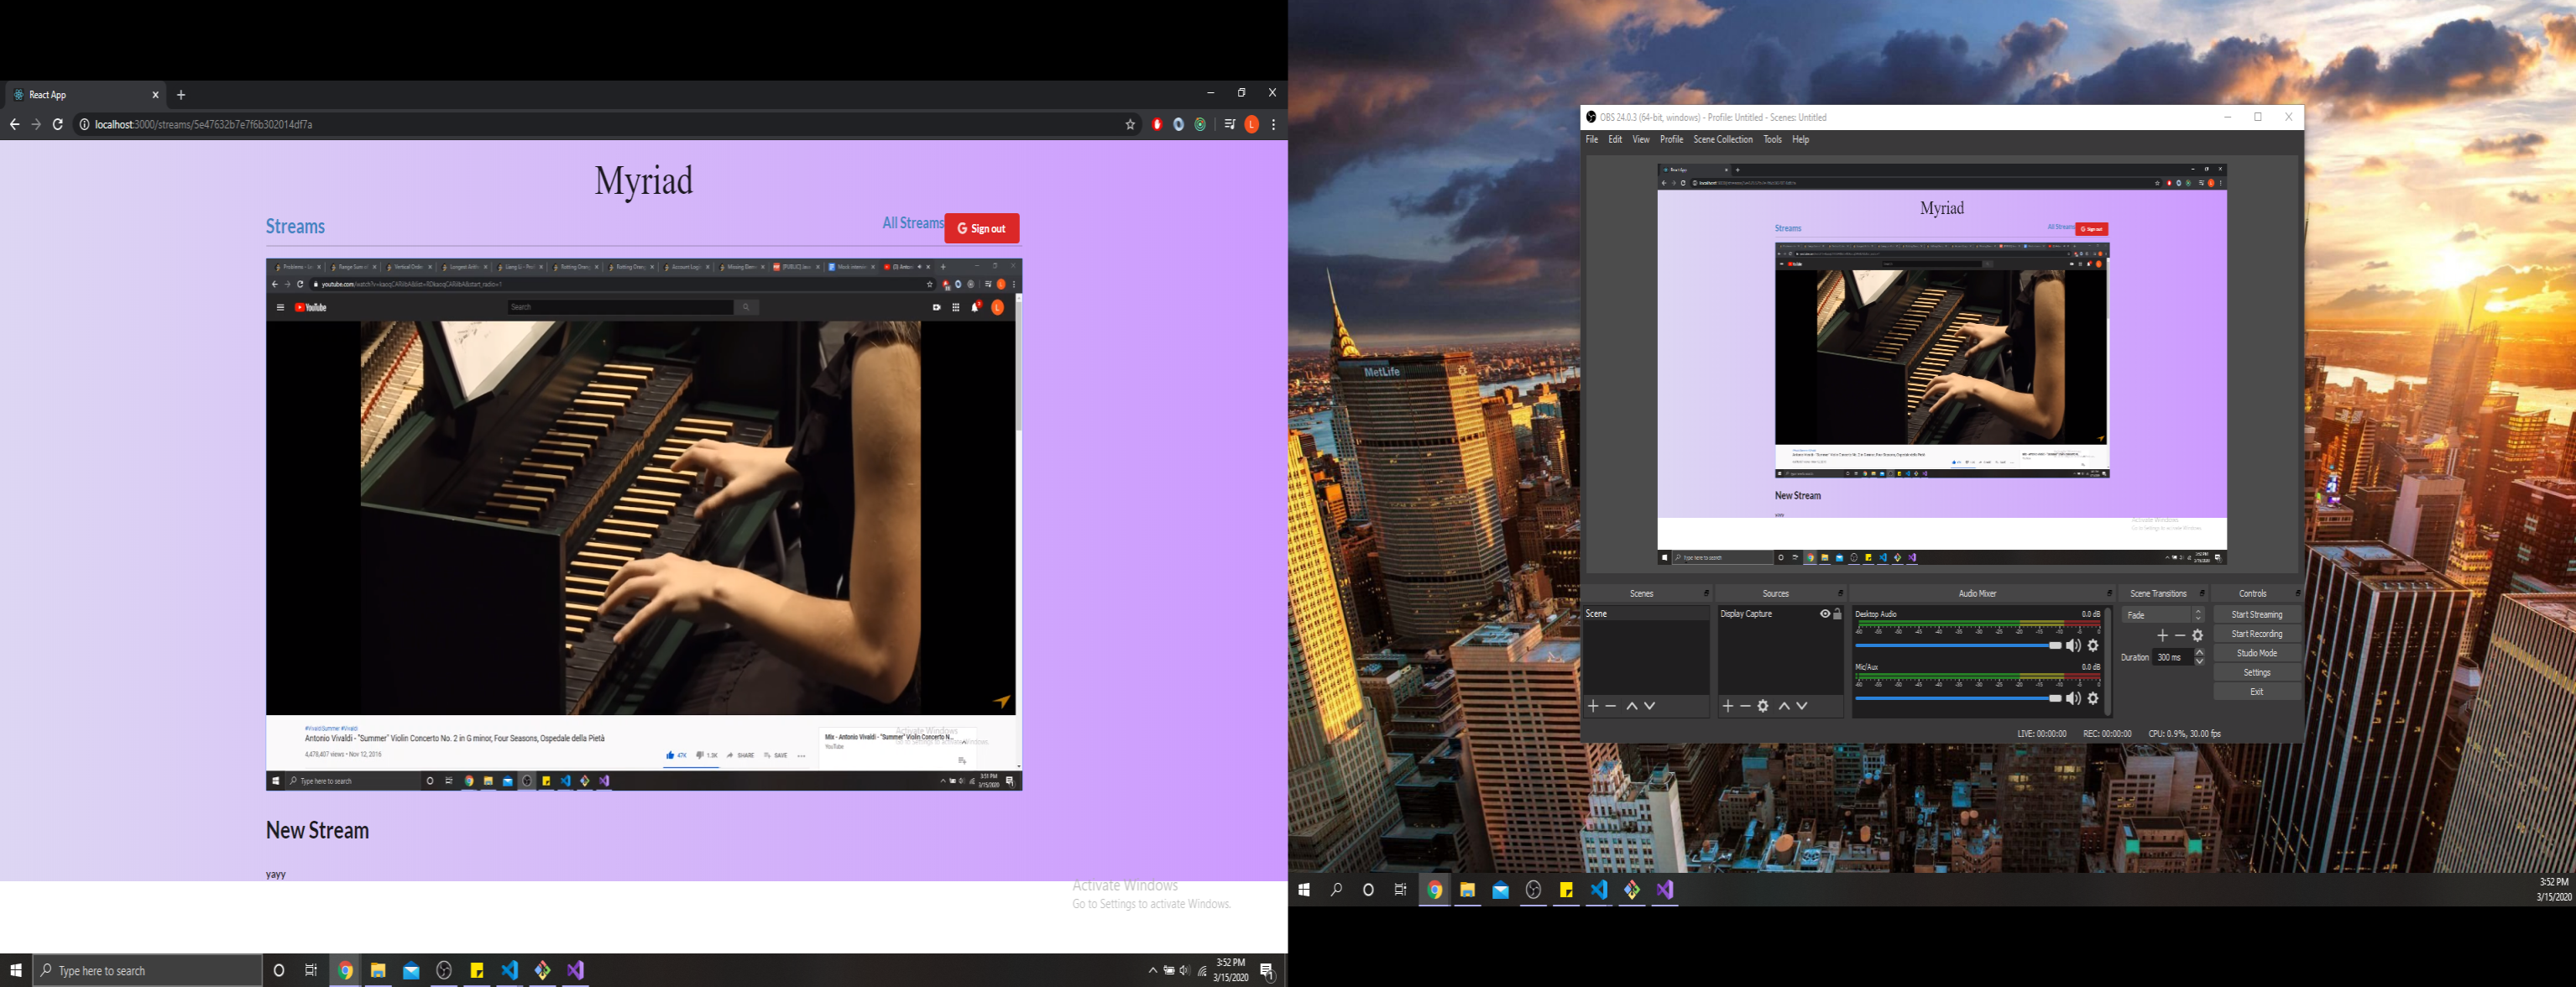 React App
localhost:3000/streams/5e47632b7e7f6b302014df7a
Myriad
Streams
All Streams
G Sign out
youtube.com/watch?v=kaoqCARilbA&list=RDkaoqCARilbA&start_radio=1
YouTube
Search
#VivaldiSummer #Vivaldi
Antonio Vivaldi - "Summer" Violin Concerto No. 2 in G minor, Four Seasons, Ospedale della Pietà
4,478,407 views • Nov 12, 2016
47K
1.3K
SHARE
SAVE
Mix - Antonio Vivaldi - "Summer" Violin Concerto N...
YouTube
Activate Windows
Type here to search
3:51 PM
3/15/2020
New Stream
yayy
Activate Windows
Go to Settings to activate Windows.
Type here to search
3:52 PM
3/15/2020
MetLife
OBS 24.0.3 (64-bit, windows) - Profile: Untitled - Scenes: Untitled
File Edit View Profile Scene Collection Tools Help
Myriad
Streams
All Streams
Sign out
New Stream
yayy
Activate Windows
Go to Settings to activate Windows.
Type here to search
Scenes
Sources
Audio Mixer
Scene Transitions
Controls
Scene
Display Capture
Desktop Audio
0.0 dB
Mic/Aux
0.0 dB
Fade
Duration 300 ms
Start Streaming
Start Recording
Studio Mode
Settings
Exit
LIVE: 00:00:00
REC: 00:00:00
CPU: 0.9%, 30.00 fps
3:52 PM
3/15/2020